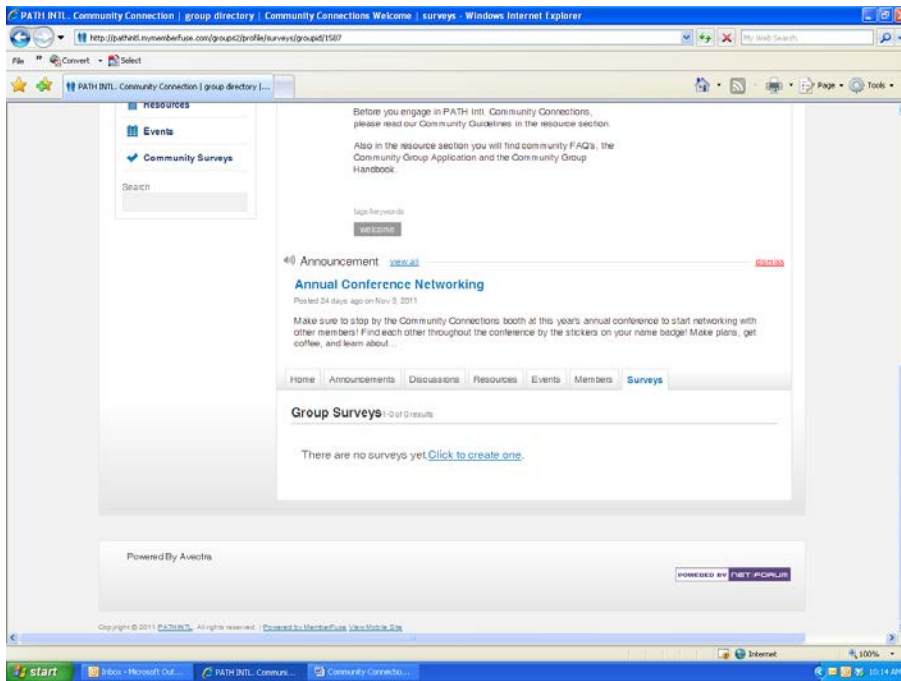 PATH INTL. Community Connection | group directory | Community Connections Welcome | surveys - Windows Internet Explorer
http://pathintl.mymemberfuse.com/groups2/profile/surveys/groupid/1587
My Web Search
File » Convert Select
PATH INTL. Community Connection | group directory |...
Page Tools
Resources
Events
Community Surveys
Search
Before you engage in PATH Intl. Community Connections,
please read our Community Guidelines in the resource section.
Also in the resource section you will find community FAQ's, the
Community Group Application and the Community Group
Handbook.
tags/keywords
welcome
Announcement view all dismiss
Annual Conference Networking
Posted 24 days ago on Nov 3, 2011
Make sure to stop by the Community Connections booth at this year's annual conference to start networking with
other members! Find each other throughout the conference by the stickers on your name badge! Make plans, get
coffee, and learn about...
Home Announcements Discussions Resources Events Members Surveys
Group Surveys 1-0 of 0 results
There are no surveys yet. Click to create one.
Powered By Avectra
POWERED BY NET FORUM
Copyright © 2011 PATH INTL. All rights reserved. | Powered by MemberFuse View Mobile Site
Internet 100%
start Inbox - Microsoft Out... PATH INTL. Communi... Community Connectio... 10:14 AM